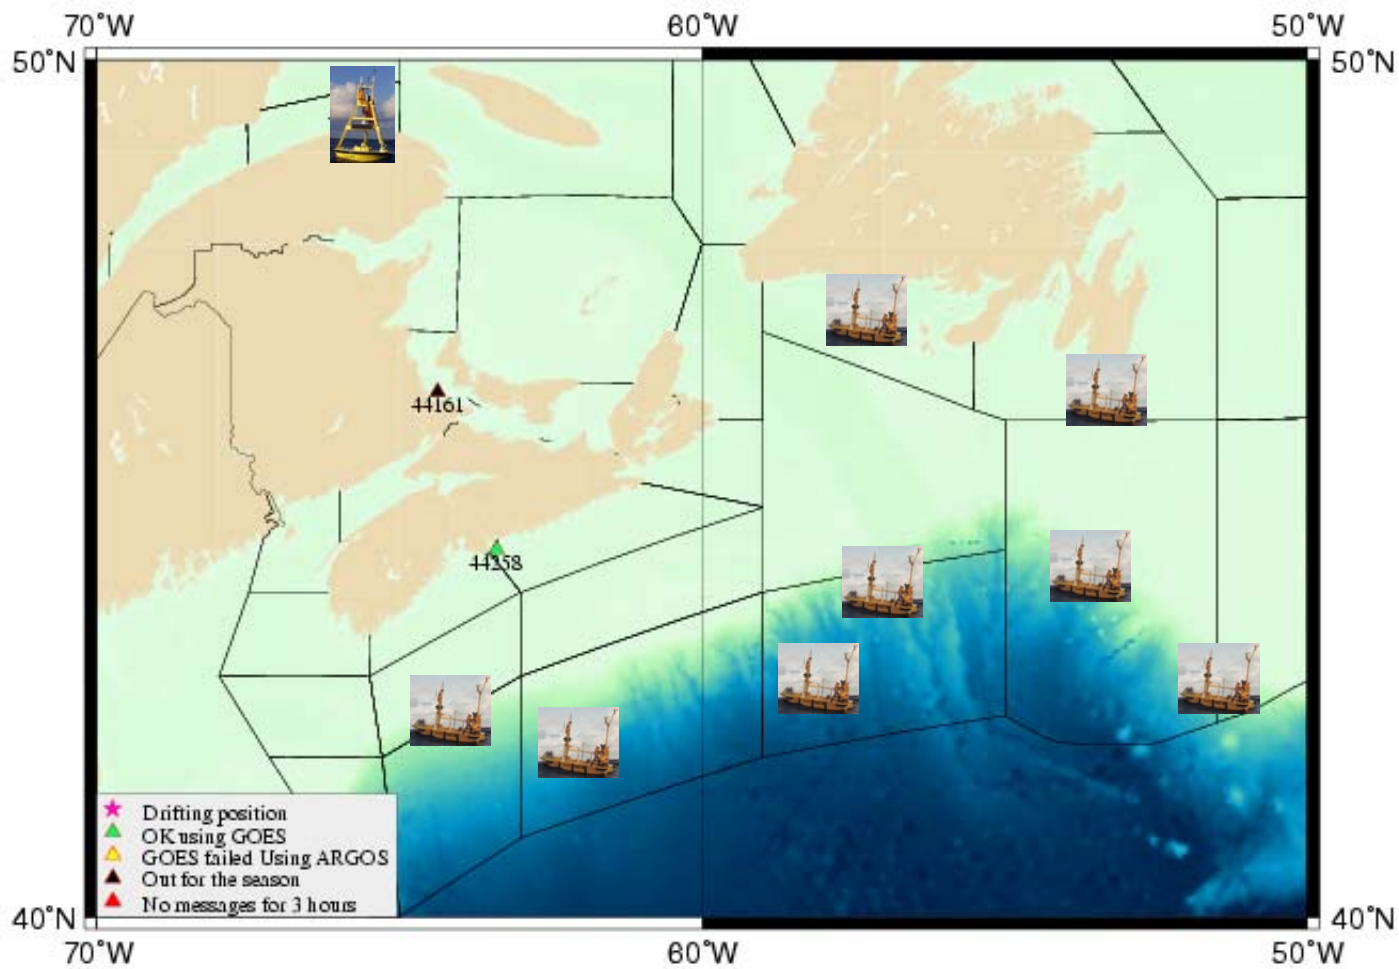 70°W 60°W 50°W
50°N 50°N
44161
44258
Drifting position
OK using GOES
GOES failed Using ARGOS
Out for the season
No messages for 3 hours
40°N 40°N
70°W 60°W 50°W